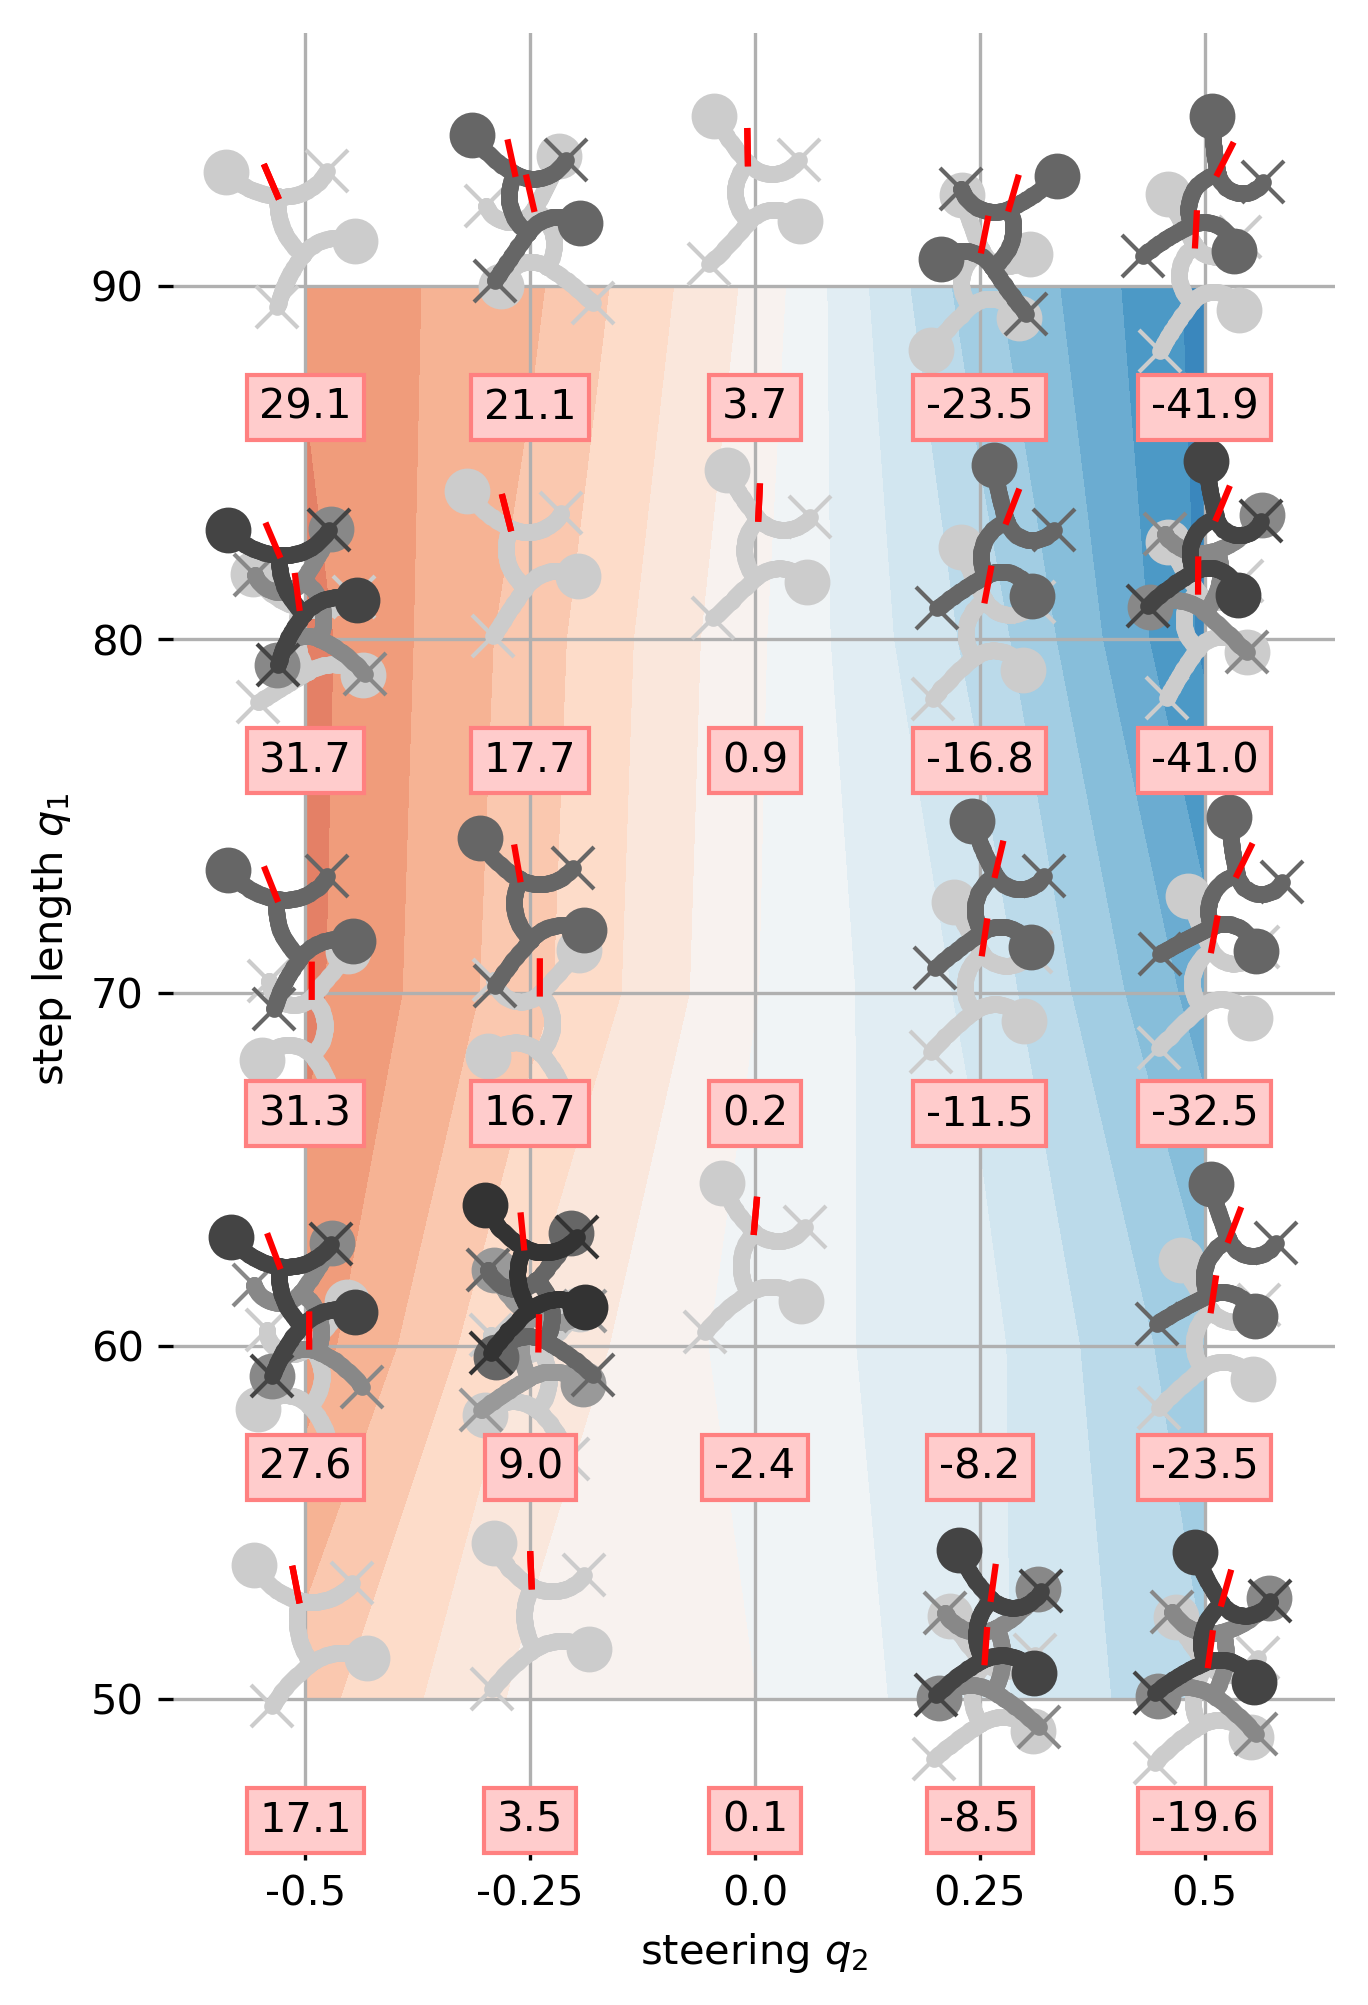 90
29.1 21.1 3.7 -23.5 -41.9
80
31.7 17.7 0.9 -16.8 -41.0
step length q1
70
31.3 16.7 0.2 -11.5 -32.5
60
27.6 9.0 -2.4 -8.2 -23.5
50
17.1 3.5 0.1 -8.5 -19.6
-0.5 -0.25 0.0 0.25 0.5
steering q2